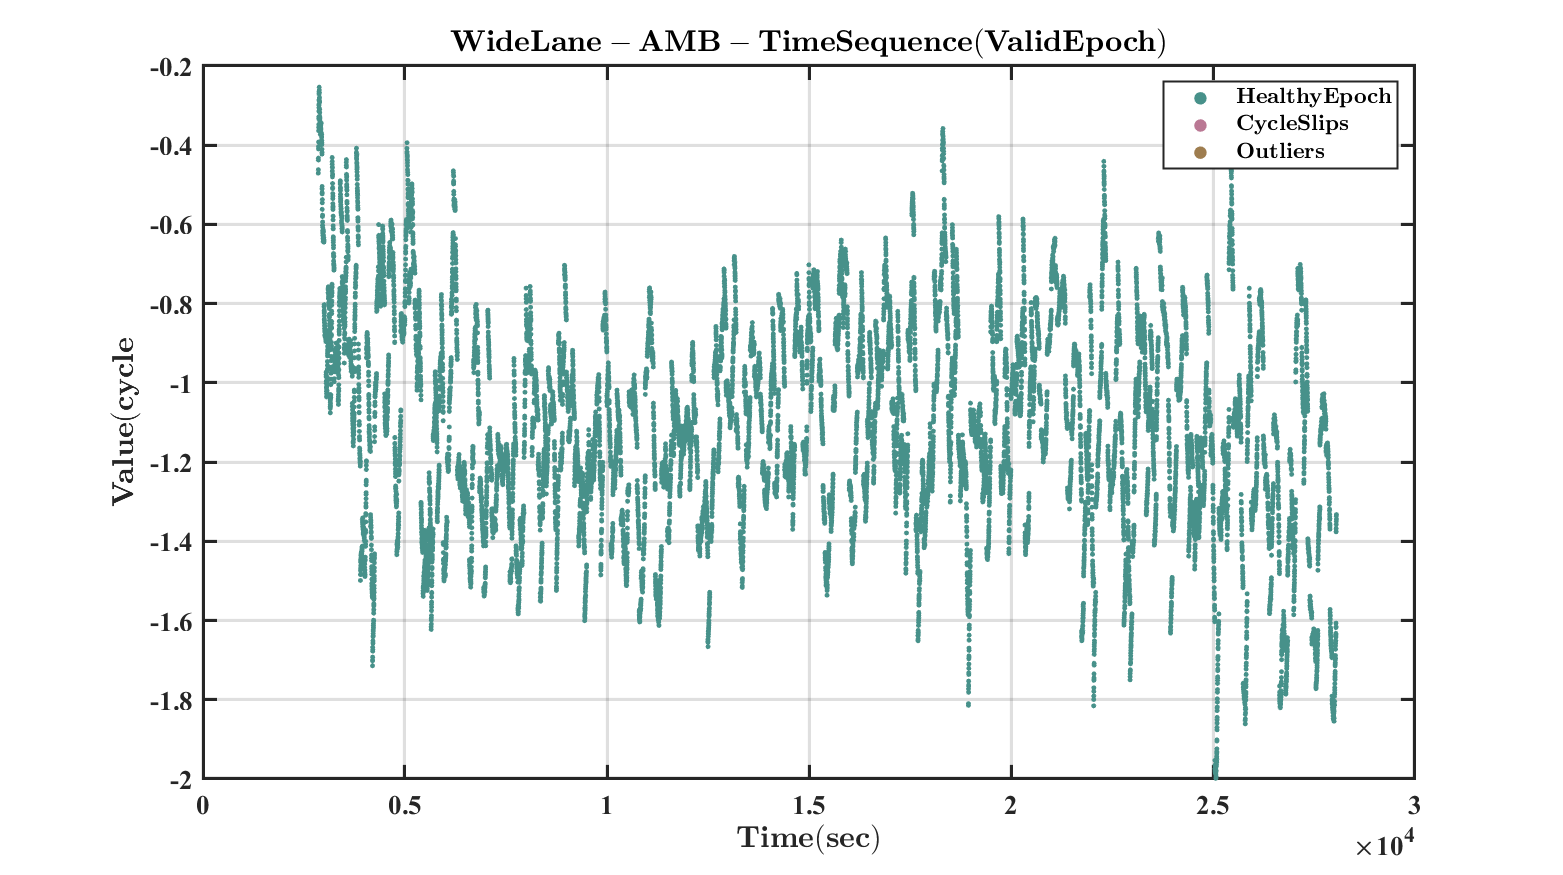 WideLane − AMB − TimeSequence(ValidEpoch)
-0.2
-0.4
-0.6
-0.8
-1
-1.2
-1.4
-1.6
-1.8
-2
Value(cycle
HealthyEpoch
CycleSlips
Outliers
0 0.5 1 1.5 2 2.5 3
Time(sec)
×10⁴